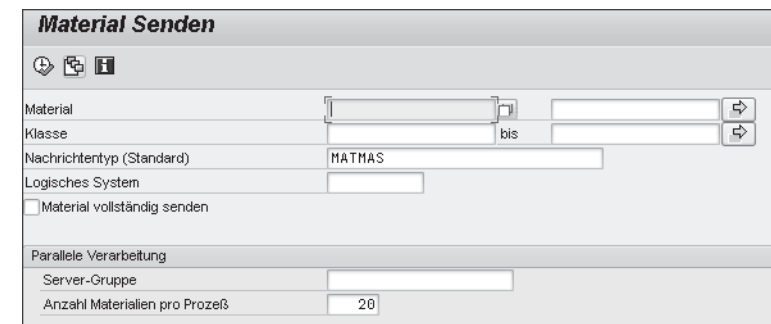 Material Senden
Material
Klasse bis
Nachrichtentyp (Standard) MATMAS
Logisches System
Material vollständig senden
Parallele Verarbeitung
Server-Gruppe
Anzahl Materialien pro Prozeß 20